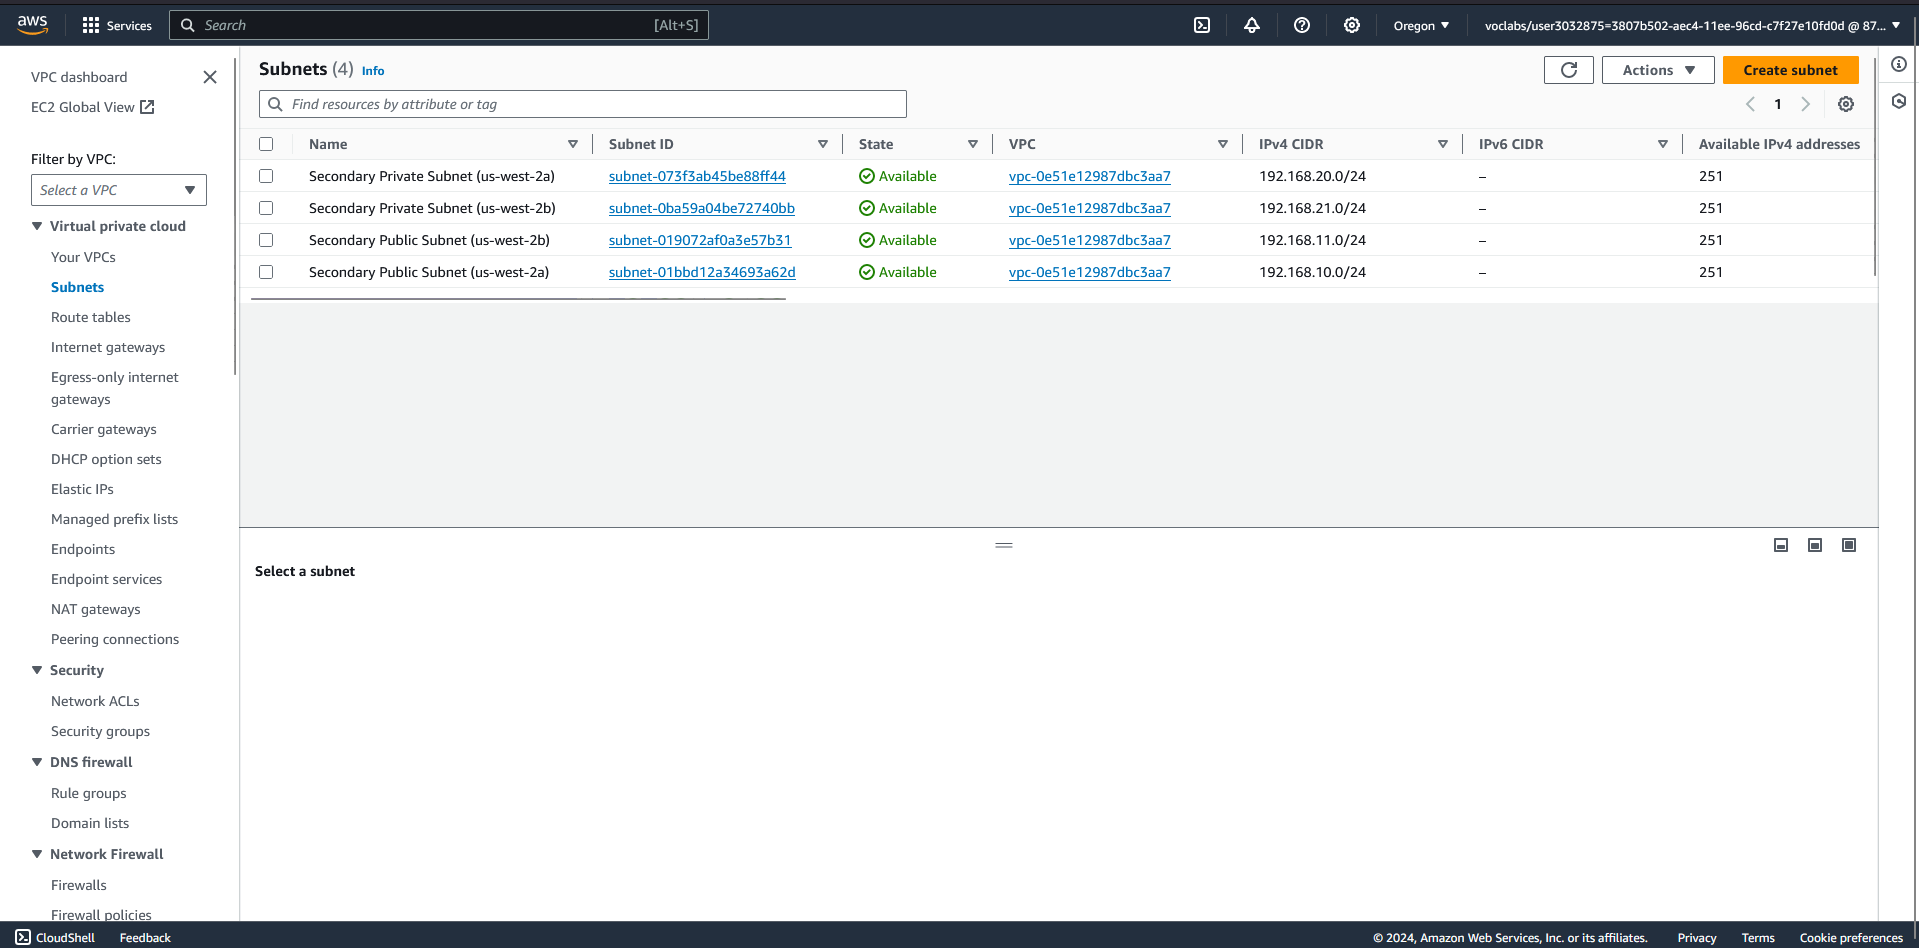 aws
Services
Search [Alt+S]
Oregon
voclabs/user3032875=3807b502-aec4-11ee-96cd-c7f27e10fd0d @ 87...
VPC dashboard
EC2 Global View
Filter by VPC:
Select a VPC
Virtual private cloud
Your VPCs
Subnets
Route tables
Internet gateways
Egress-only internet
gateways
Carrier gateways
DHCP option sets
Elastic IPs
Managed prefix lists
Endpoints
Endpoint services
NAT gateways
Peering connections
Security
Network ACLs
Security groups
DNS firewall
Rule groups
Domain lists
Network Firewall
Firewalls
Firewall policies
Subnets (4) Info
Actions
Create subnet
Find resources by attribute or tag
1
Name Subnet ID State VPC IPv4 CIDR IPv6 CIDR Available IPv4 addresses
Secondary Private Subnet (us-west-2a) subnet-073f3ab45be88ff44 Available vpc-0e51e12987dbc3aa7 192.168.20.0/24 – 251
Secondary Private Subnet (us-west-2b) subnet-0ba59a04be72740bb Available vpc-0e51e12987dbc3aa7 192.168.21.0/24 – 251
Secondary Public Subnet (us-west-2b) subnet-019072af0a3e57b31 Available vpc-0e51e12987dbc3aa7 192.168.11.0/24 – 251
Secondary Public Subnet (us-west-2a) subnet-01bbd12a34693a62d Available vpc-0e51e12987dbc3aa7 192.168.10.0/24 – 251
Select a subnet
CloudShell Feedback
© 2024, Amazon Web Services, Inc. or its affiliates. Privacy Terms Cookie preferences